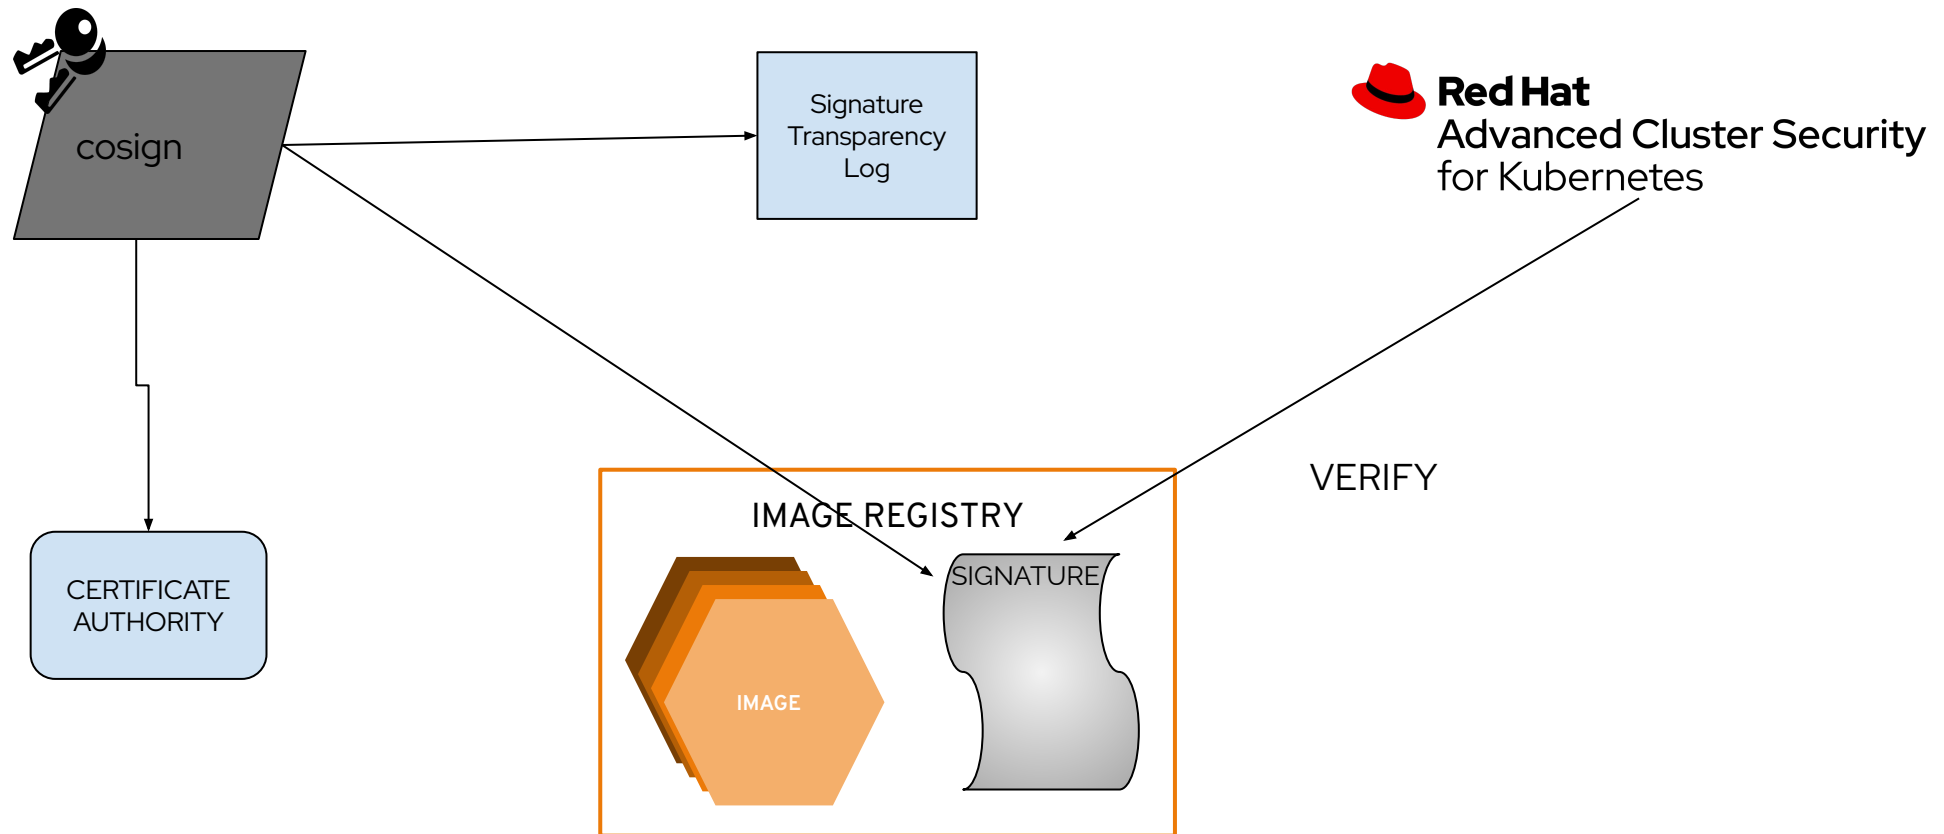 cosign
Signature
Transparency
Log
Red Hat
Advanced Cluster Security
for Kubernetes
VERIFY
IMAGE REGISTRY
SIGNATURE
CERTIFICATE
AUTHORITY
IMAGE